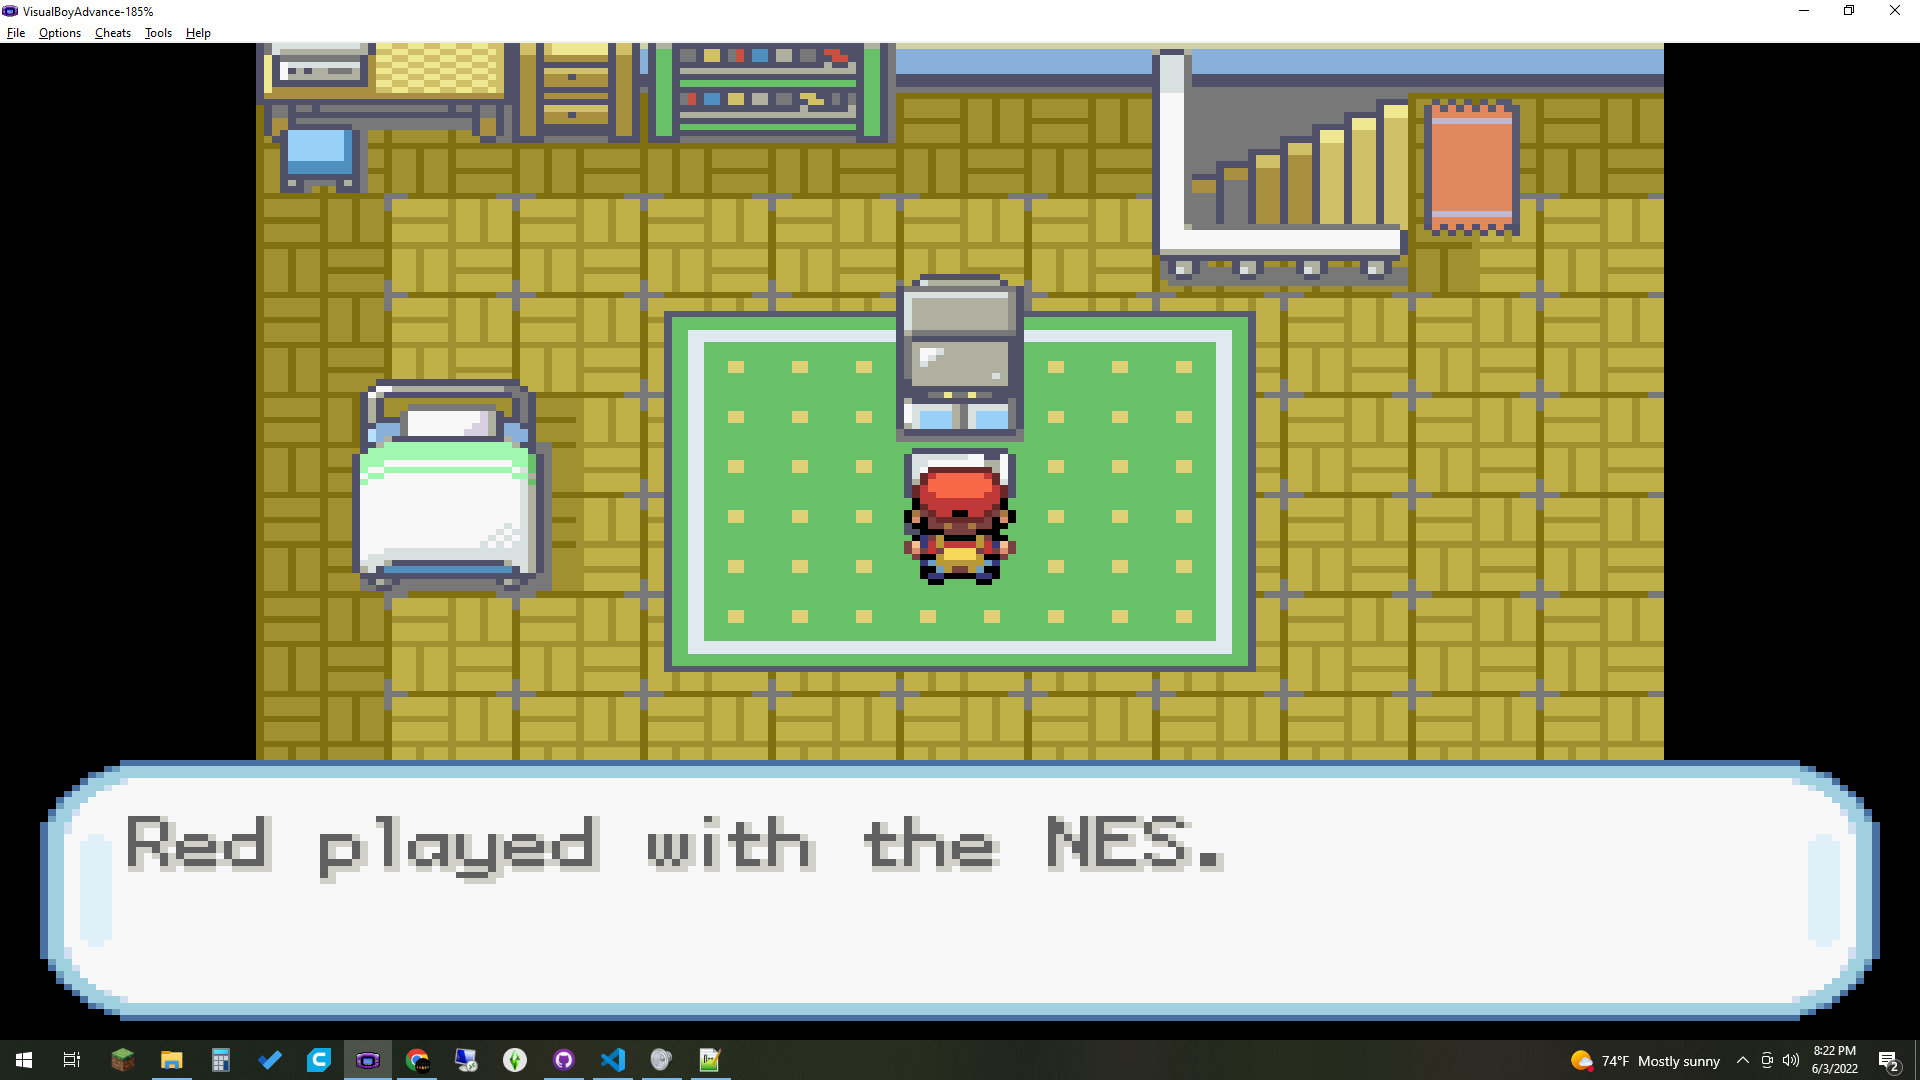 VisualBoyAdvance-185%
File Options Cheats Tools Help
Red played with the NES.
74°F Mostly sunny
8:22 PM
6/3/2022
2